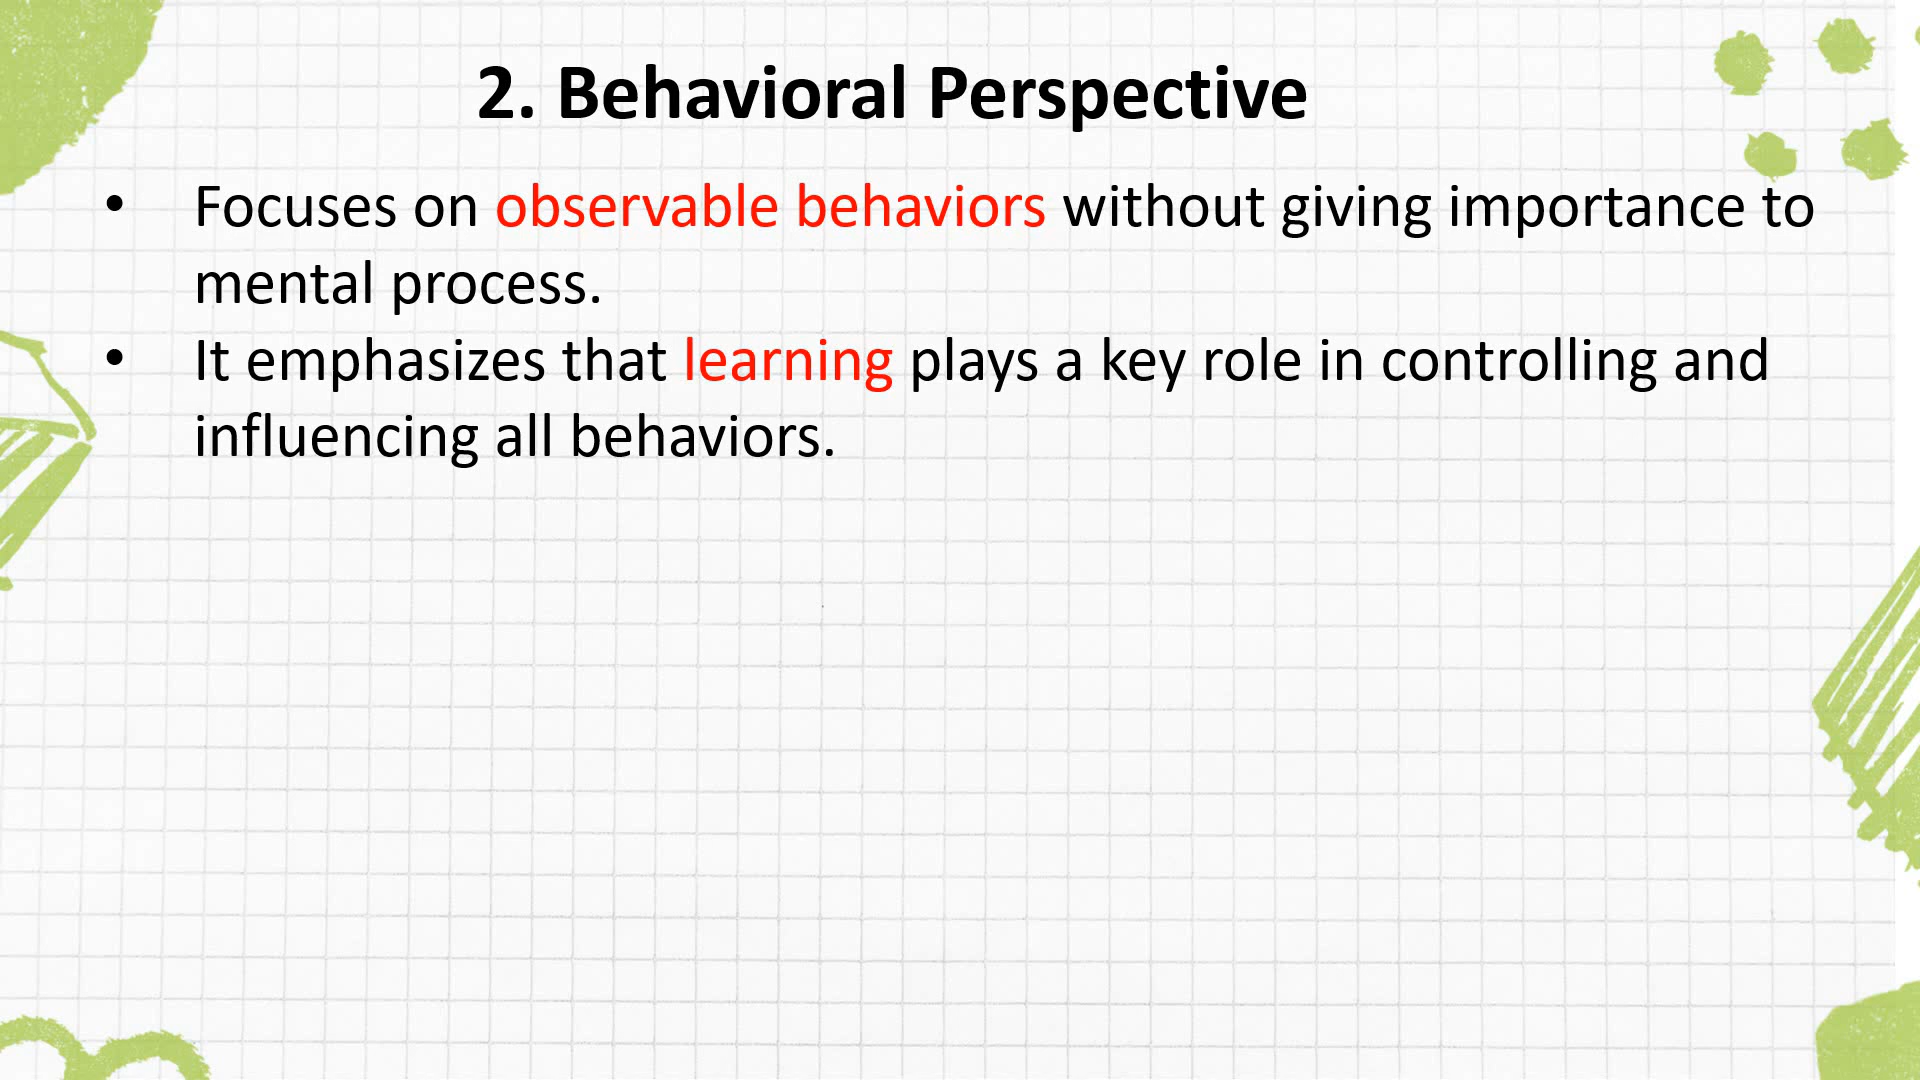 2. Behavioral Perspective
• Focuses on observable behaviors without giving importance to
mental process.
• It emphasizes that learning plays a key role in controlling and
influencing all behaviors.